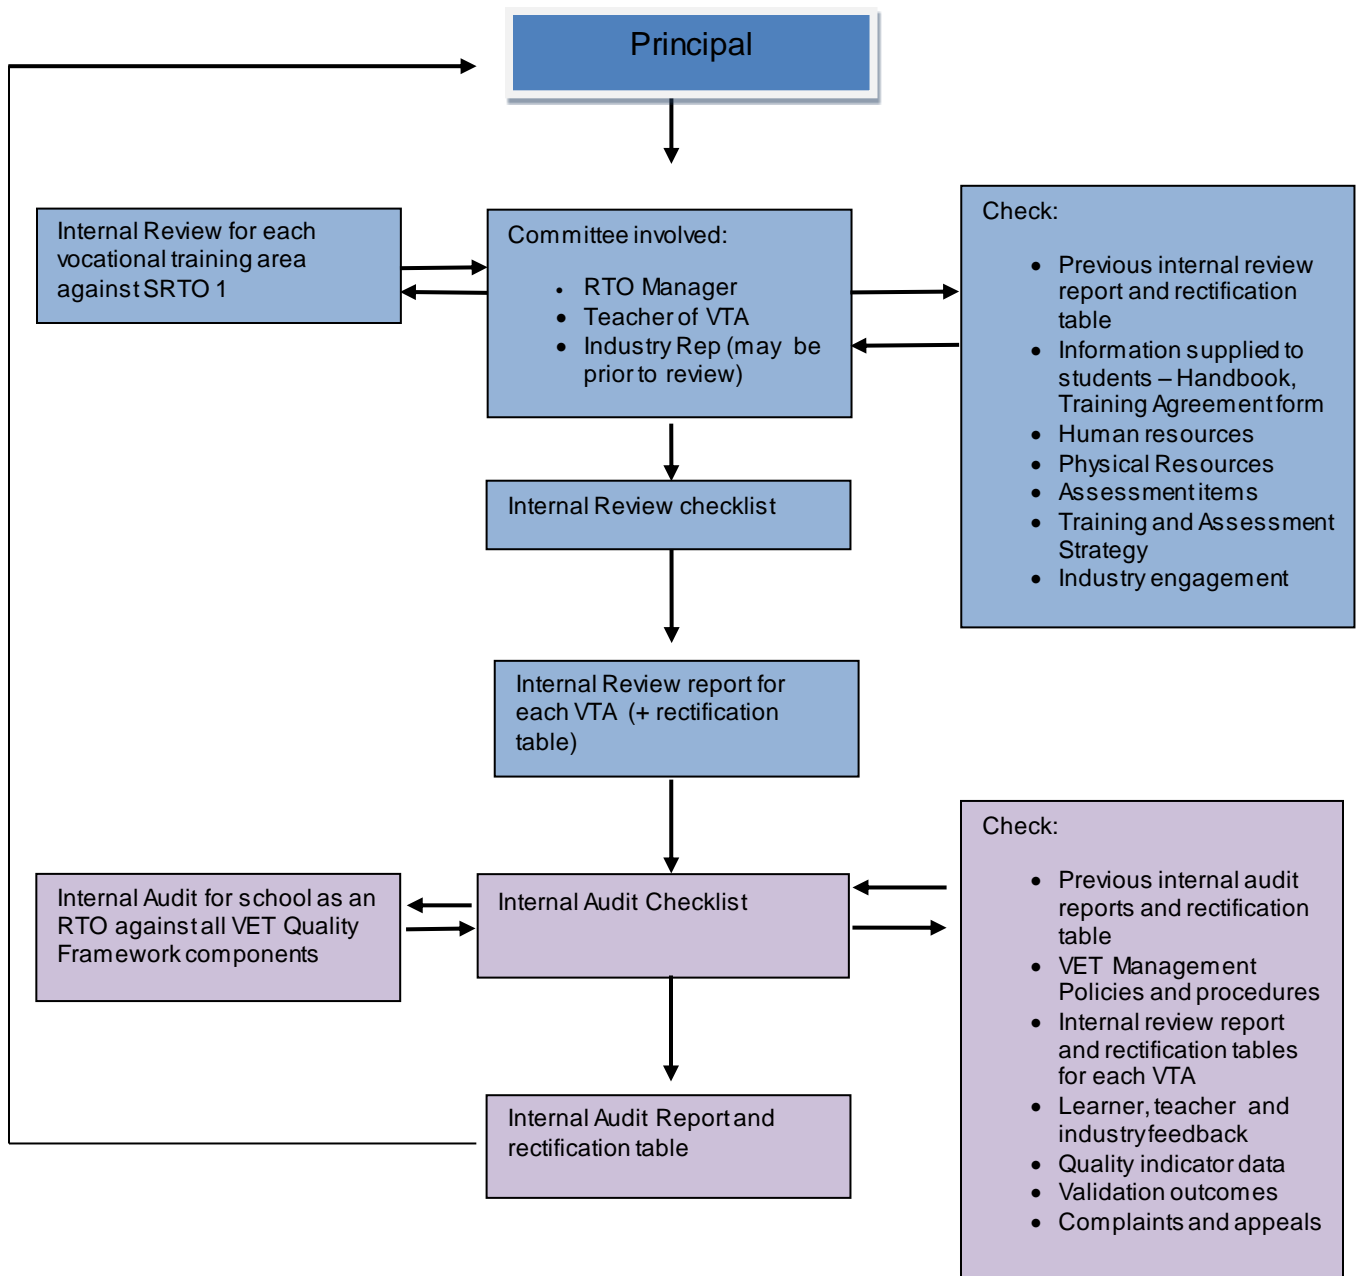 Principal
Internal Review for each
vocational training area
against SRTO 1
Committee involved:
• RTO Manager
• Teacher of VTA
• Industry Rep (may be
prior to review)
Check:
• Previous internal review
report and rectification
table
• Information supplied to
students – Handbook,
Training Agreement form
• Human resources
• Physical Resources
• Assessment items
• Training and Assessment
Strategy
• Industry engagement
Internal Review checklist
Internal Review report for
each VTA (+ rectification
table)
Internal Audit for school as an
RTO against all VET Quality
Framework components
Internal Audit Checklist
Check:
• Previous internal audit
reports and rectification
table
• VET Management
Policies and procedures
• Internal review report
and rectification tables
for each VTA
• Learner, teacher and
industry feedback
• Quality indicator data
• Validation outcomes
• Complaints and appeals
Internal Audit Report and
rectification table